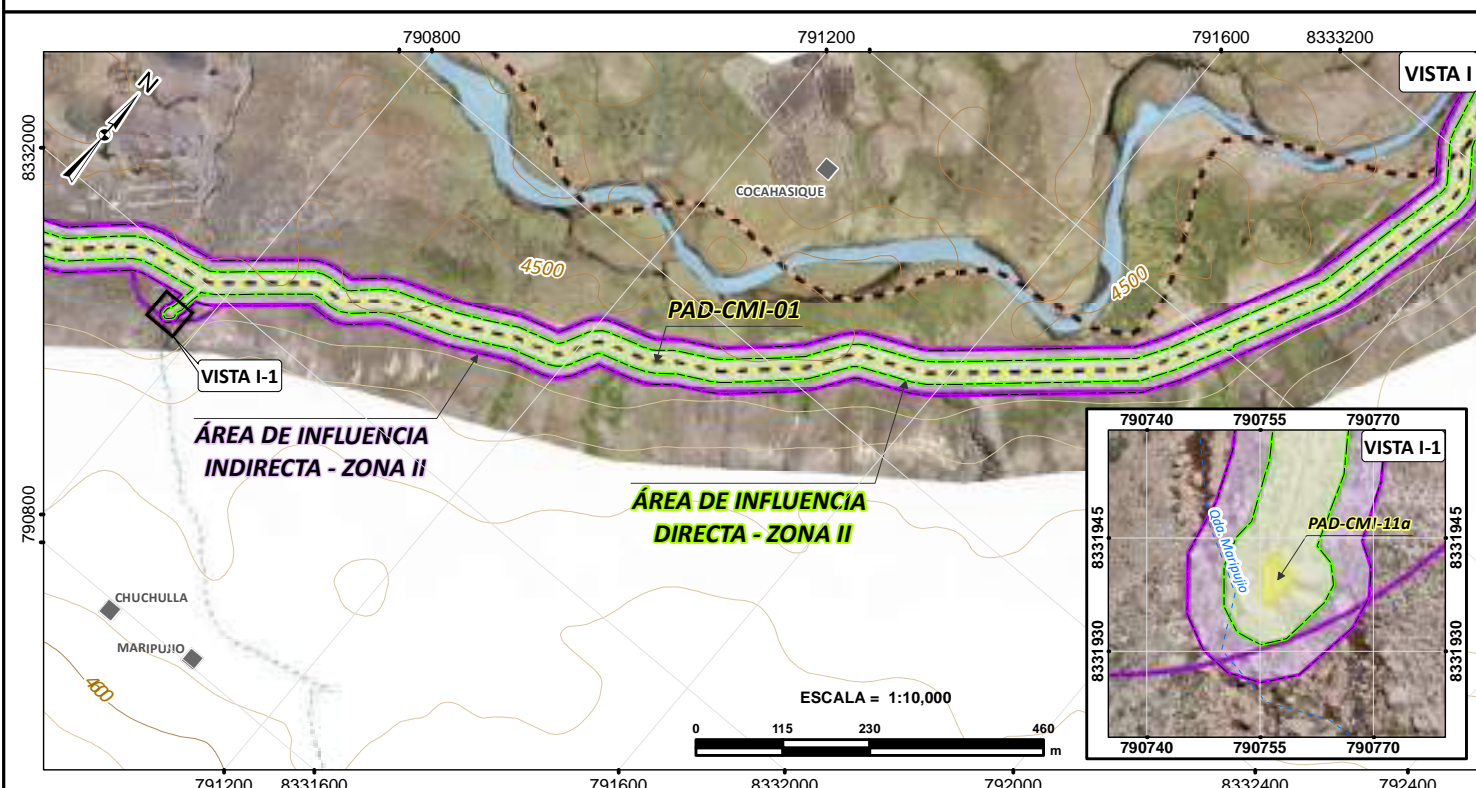 790800
791200
791600
8333200
VISTA I
N
8332000
COCAHASIQUE
4500
4500
PAD-CMI-01
VISTA I-1
ÁREA DE INFLUENCIA
INDIRECTA - ZONA II
ÁREA DE INFLUENCIA
DIRECTA - ZONA II
790800
CHUCHULLA
MARIPUJIO
4600
ESCALA = 1:10,000
0 115 230 460
m
790740 790755 790770
VISTA I-1
8331945
8331930
Qda. Maripujio
PAD-CMI-11a
8331945
8331930
790740 790755 790770
791200
8331600
791600
8332000
792000
8332400
792400